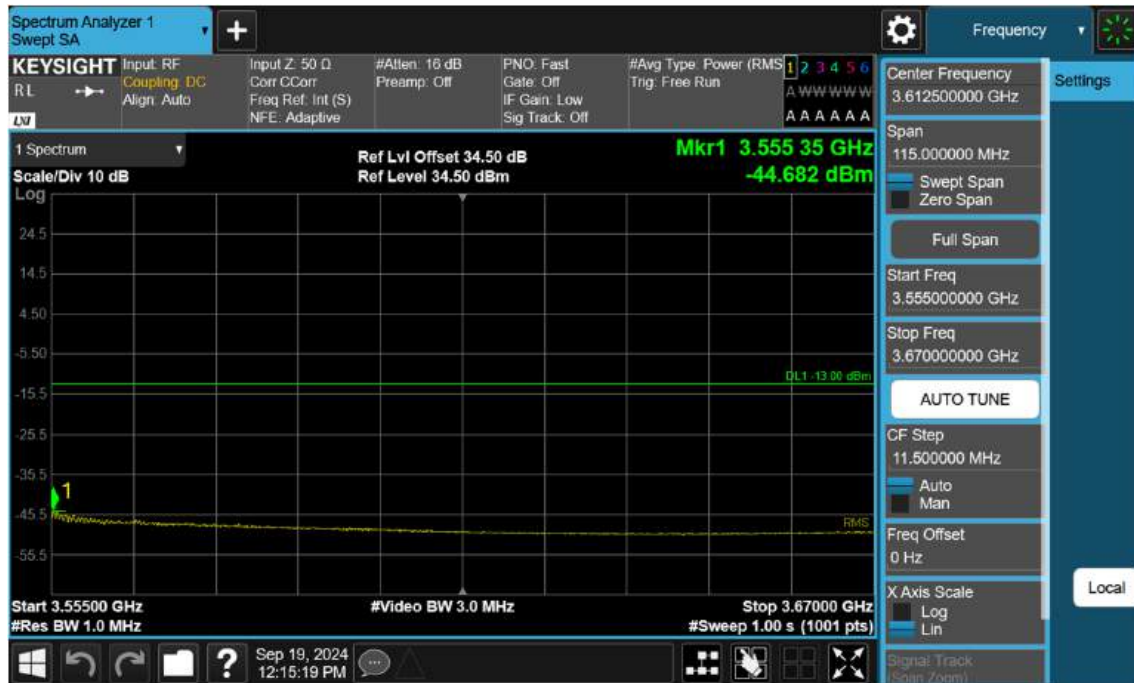 Spectrum Analyzer 1
Swept SA
Frequency
KEYSIGHT
RL
LXI
Input: RF
Coupling: DC
Align: Auto
Input Z: 50 Ω
Corr CCorr
Freq Ref: Int (S)
NFE: Adaptive
#Atten: 16 dB
Preamp: Off
PNO: Fast
Gate: Off
IF Gain: Low
Sig Track: Off
#Avg Type: Power (RMS
Trig: Free Run
1 2 3 4 5 6
A W W W W W
A A A A A A
1 Spectrum
Scale/Div 10 dB
Log
Ref Lvl Offset 34.50 dB
Ref Level 34.50 dBm
Mkr1 3.555 35 GHz
-44.682 dBm
24.5
14.5
4.50
-5.50
DL1 -13.00 dBm
-15.5
-25.5
-35.5
1
-45.5
RMS
-55.5
Start 3.55500 GHz
#Video BW 3.0 MHz
Stop 3.67000 GHz
#Res BW 1.0 MHz
#Sweep 1.00 s (1001 pts)
?
Sep 19, 2024
12:15:19 PM
Center Frequency
3.612500000 GHz
Settings
Span
115.000000 MHz
Swept Span
Zero Span
Full Span
Start Freq
3.555000000 GHz
Stop Freq
3.670000000 GHz
AUTO TUNE
CF Step
11.500000 MHz
Auto
Man
Freq Offset
0 Hz
X Axis Scale
Log
Lin
Local
Signal Track
(Span Zoom)